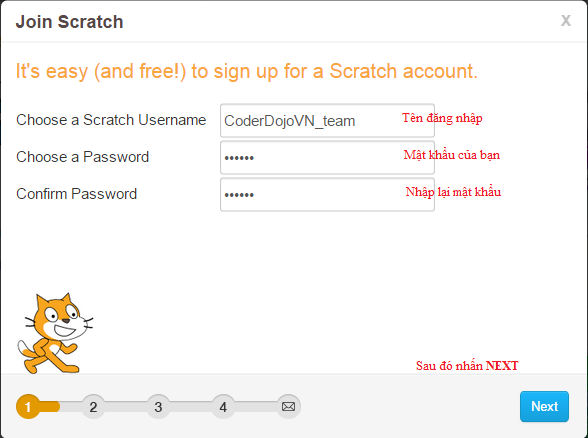 Join Scratch X
It's easy (and free!) to sign up for a Scratch account.
Choose a Scratch Username CoderDojoVN_team Tên đăng nhập
Choose a Password •••••• Mật khẩu của bạn
Confirm Password •••••• Nhập lại mật khẩu
Sau đó nhấn NEXT
1 2 3 4 Next